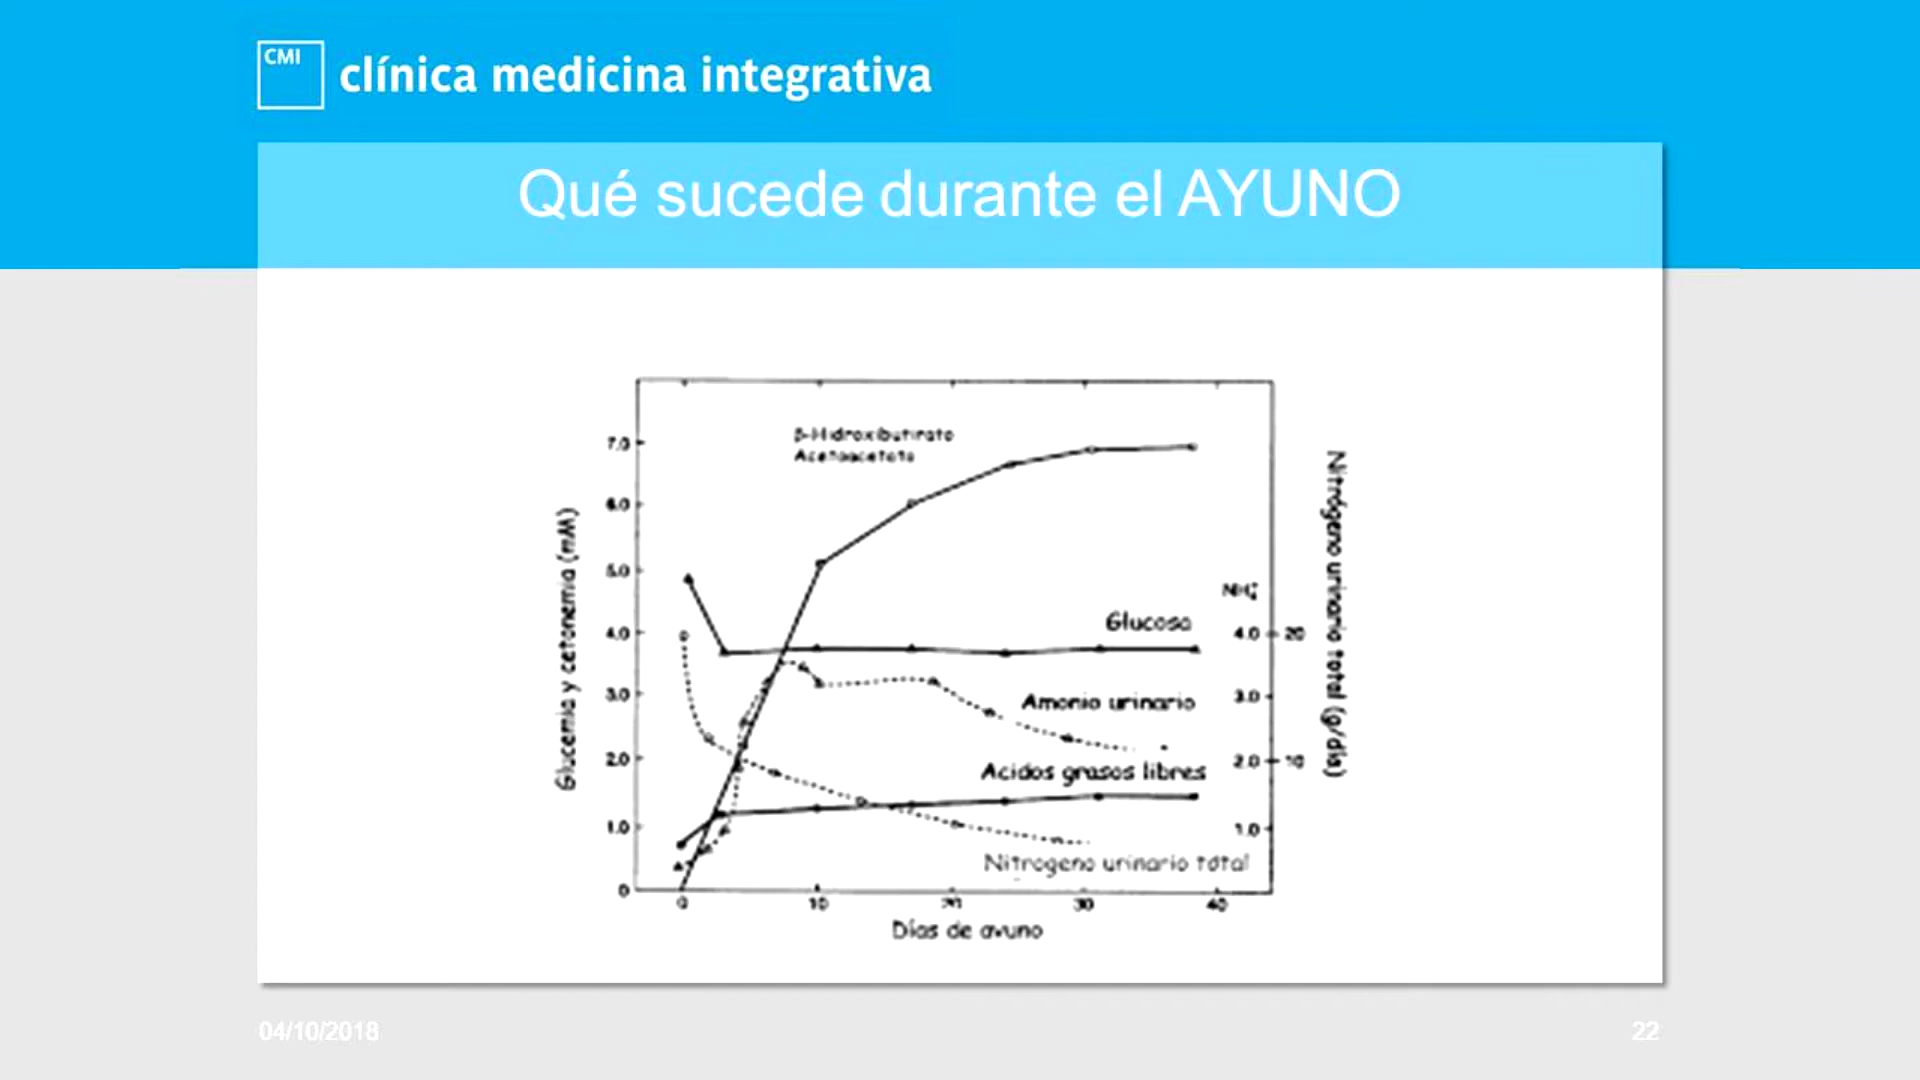 CMI
clínica medicina integrativa
Qué sucede durante el AYUNO
β-Hidroxibutirato
Acetoacetato
7.0
6.0
5.0
4.0
3.0
2.0
1.0
0
Glucemia y cetonemia (mM)
NH₄⁺
Glucosa
4.0
20
Amonio urinario
3.0
Acidos grasos libres
2.0
10
1.0
Nitrogeno urinario total
Nitrógeno urinario total (g/día)
0
10
20
30
40
Días de ayuno
04/10/2018
22